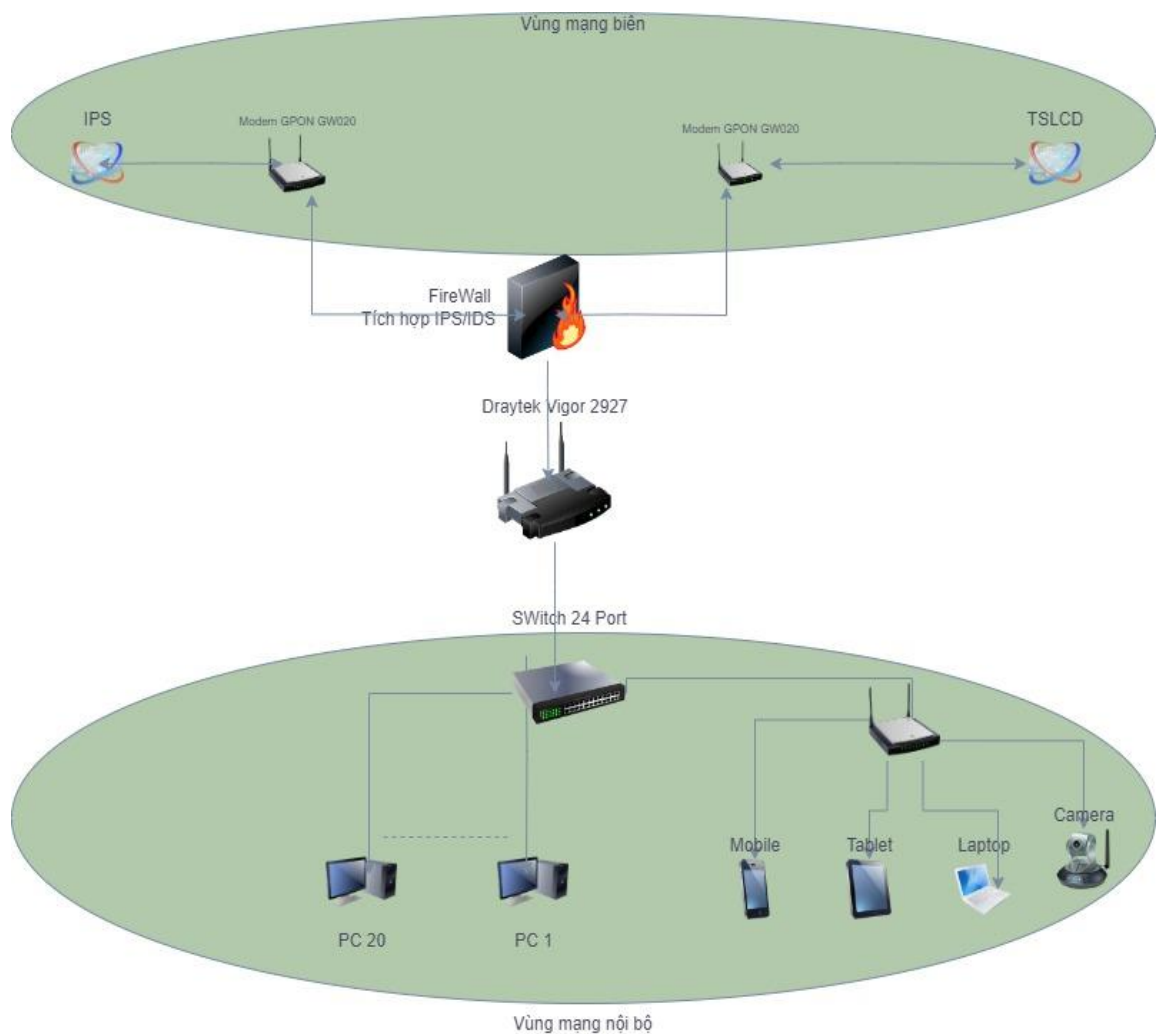 Vùng mạng biên
IPS
Modem GPON GW020
Modem GPON GW020
TSLCD
FireWall
Tích hợp IPS/IDS
Draytek Vigor 2927
SWitch 24 Port
Mobile
Tablet
Laptop
Camera
PC 20
PC 1
Vùng mạng nội bộ